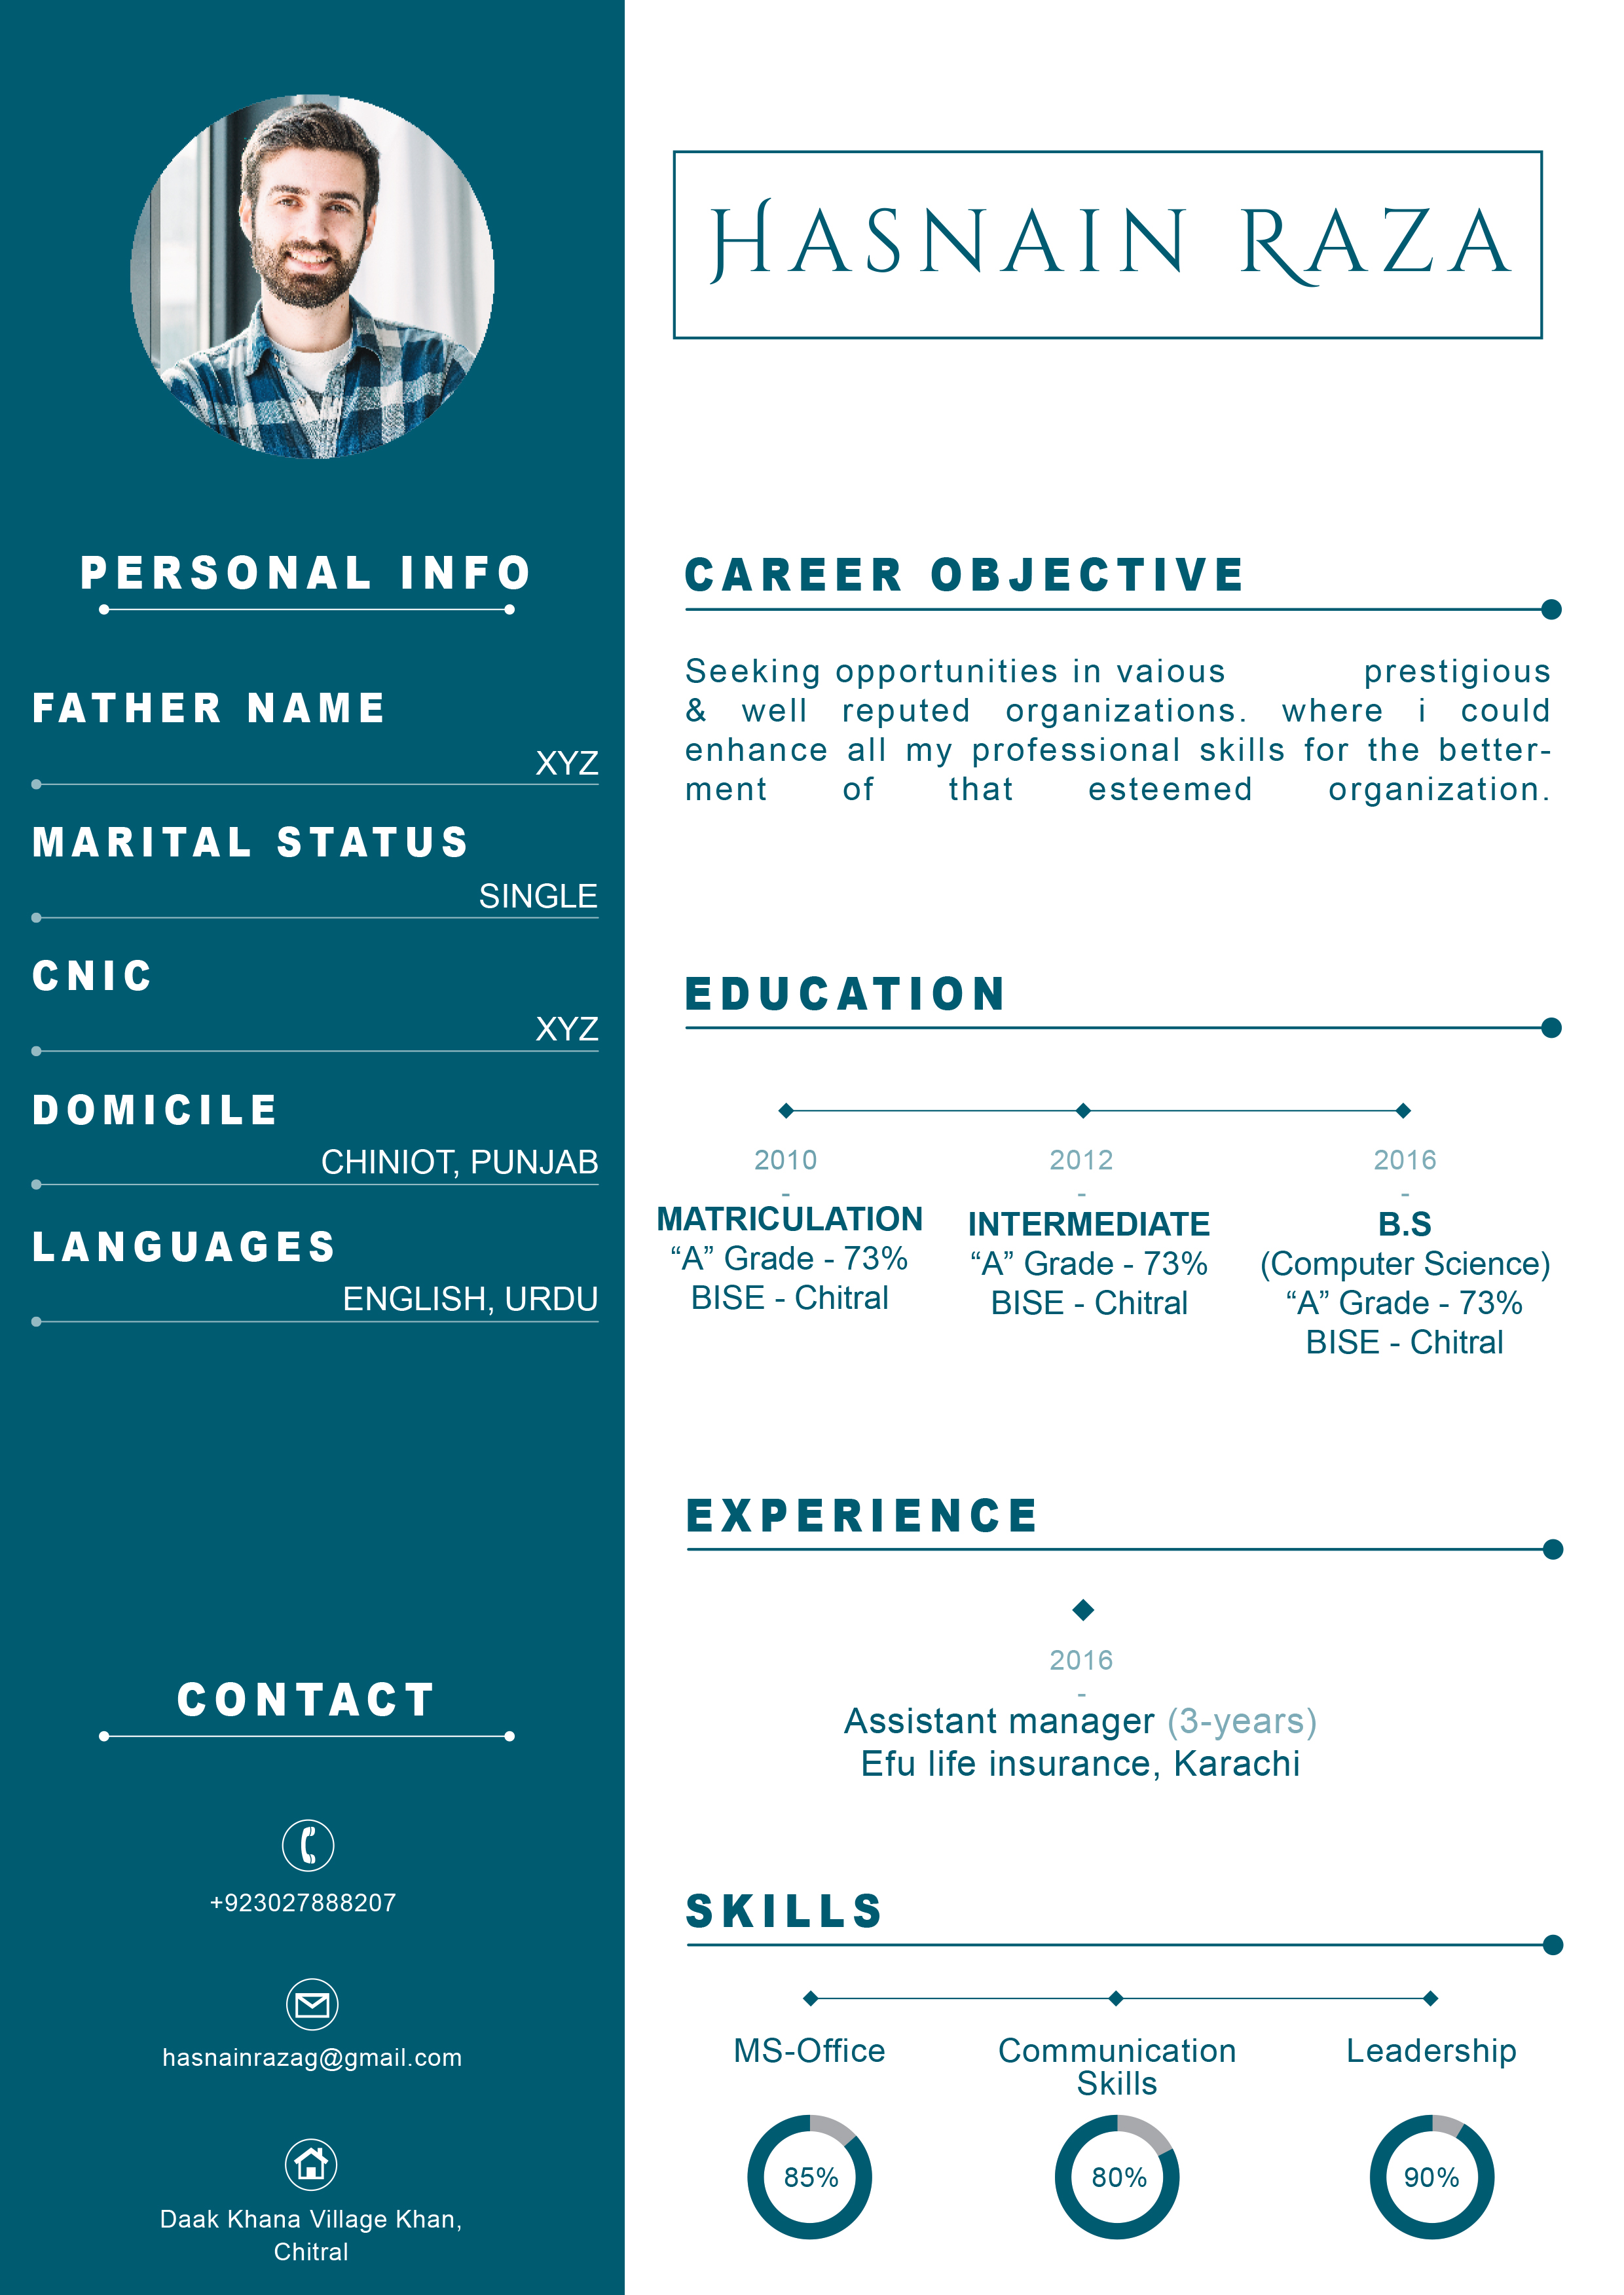 PERSONAL INFO
FATHER NAME
XYZ
MARITAL STATUS
SINGLE
CNIC
XYZ
DOMICILE
CHINIOT, PUNJAB
LANGUAGES
ENGLISH, URDU
CONTACT
+923027888207
hasnainrazag@gmail.com
Daak Khana Village Khan,
Chitral
HASNAIN RAZA
CAREER OBJECTIVE
Seeking opportunities in vaious prestigious
& well reputed organizations. where i could
enhance all my professional skills for the better-
ment of that esteemed organization.
EDUCATION
2010
-
MATRICULATION
“A” Grade - 73%
BISE - Chitral
2012
-
INTERMEDIATE
“A” Grade - 73%
BISE - Chitral
2016
-
B.S
(Computer Science)
“A” Grade - 73%
BISE - Chitral
EXPERIENCE
2016
-
Assistant manager (3-years)
Efu life insurance, Karachi
SKILLS
MS-Office
85%
Communication
Skills
80%
Leadership
90%